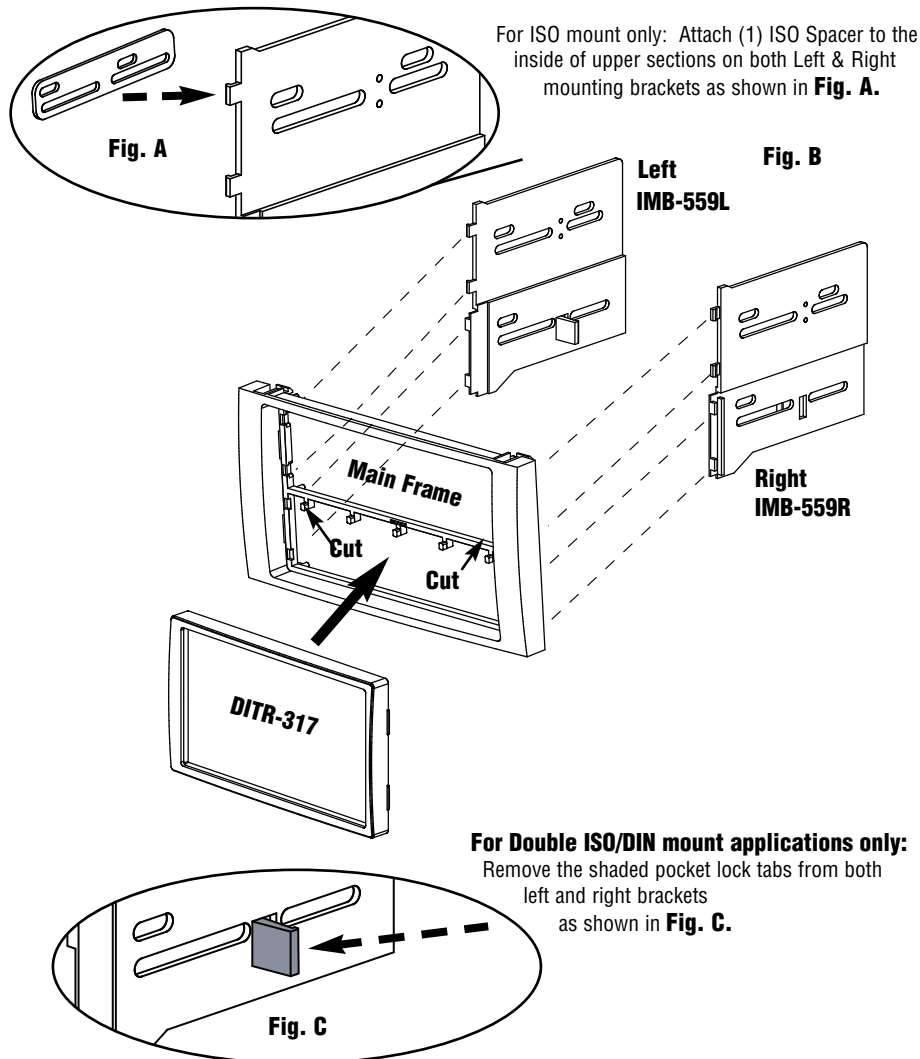 For ISO mount only: Attach (1) ISO Spacer to the
inside of upper sections on both Left & Right
mounting brackets as shown in Fig. A.
Fig. A
Fig. B
Left
IMB-559L
Main Frame
Right
IMB-559R
Cut
Cut
DITR-317
For Double ISO/DIN mount applications only:
Remove the shaded pocket lock tabs from both
left and right brackets
as shown in Fig. C.
Fig. C